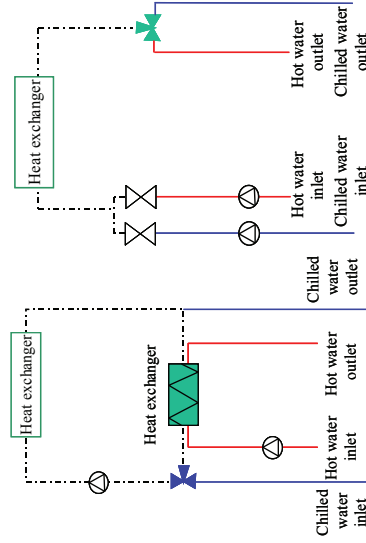 Heat exchanger
Hot water
outlet
Chilled water
outlet
Hot water
inlet
Chilled water
inlet
Heat exchanger
Chilled
water
outlet
Heat exchanger
Hot water
outlet
Hot water
inlet
Chilled
water
inlet